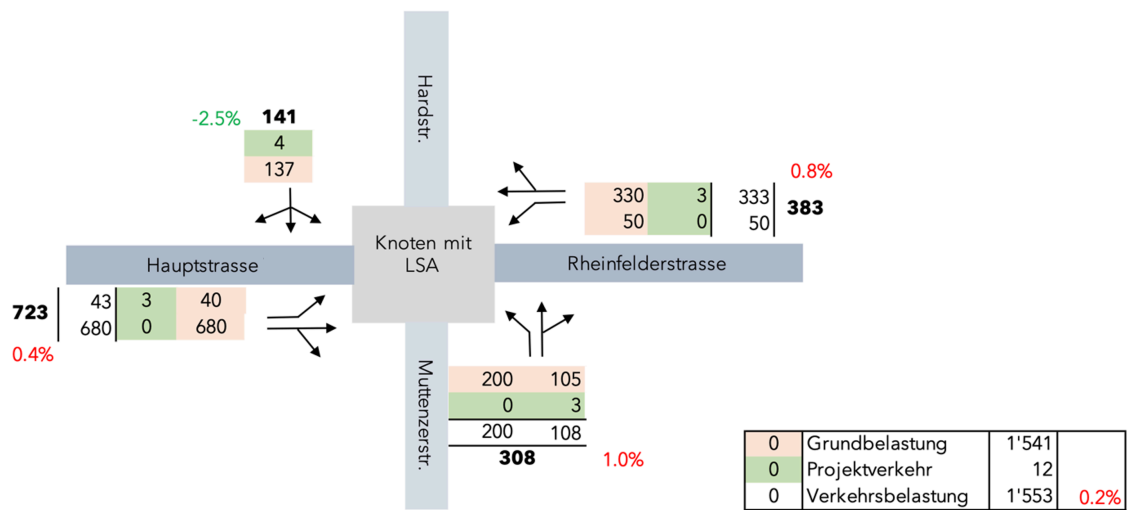 Hardstr.
-2.5% 141
4
137
0.8%
330 3 333
50 0 50
383
Knoten mit
LSA
Hauptstrasse
Rheinfelderstrasse
723
43 3 40
680 0 680
0.4%
Muttenzerstr.
200 105
0 3
200 108
308 1.0%
0 Grundbelastung 1'541
0 Projektverkehr 12
0 Verkehrsbelastung 1'553 0.2%